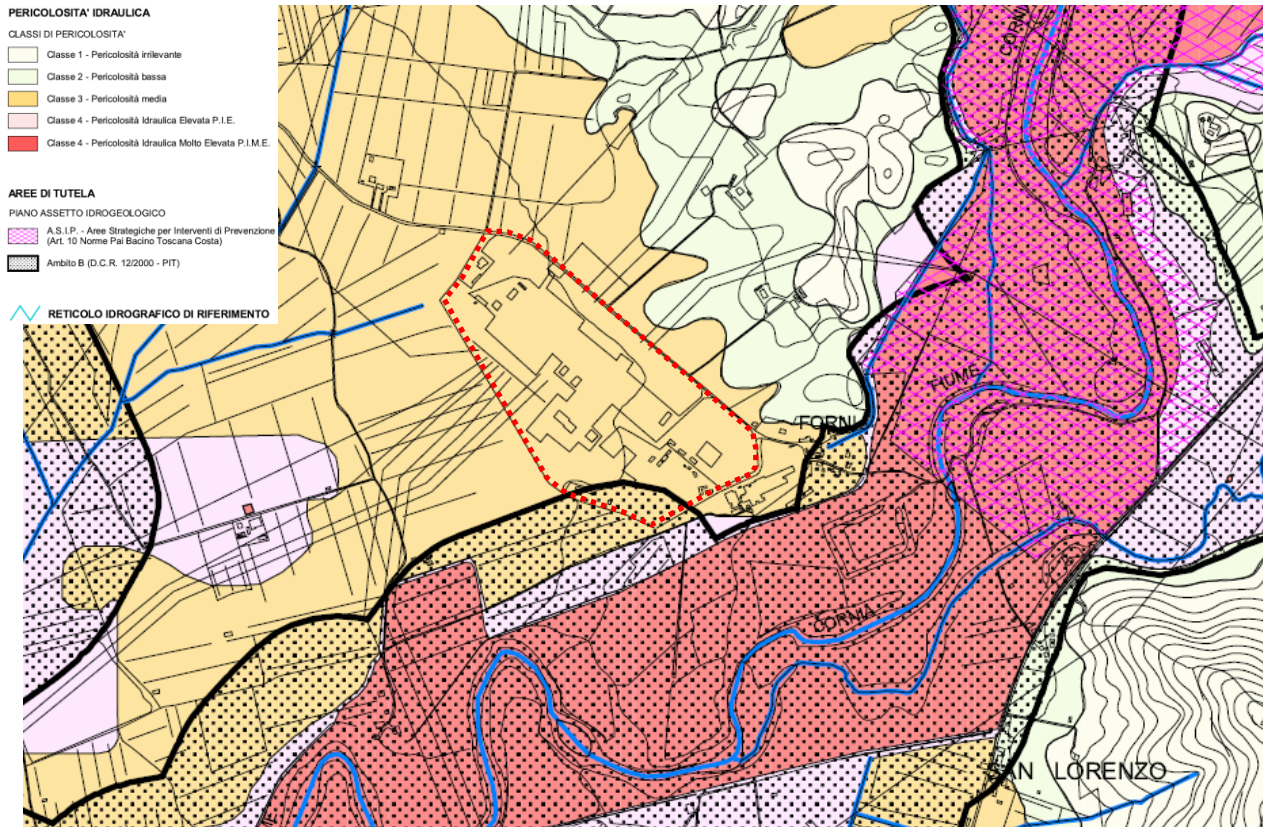 PERICOLOSITA' IDRAULICA
CLASSI DI PERICOLOSITA'
Classe 1 - Pericolosità irrilevante
Classe 2 - Pericolosità bassa
Classe 3 - Pericolosità media
Classe 4 - Pericolosità Idraulica Elevata P.I.E.
Classe 4 - Pericolosità Idraulica Molto Elevata P.I.M.E.
AREE DI TUTELA
PIANO ASSETTO IDROGEOLOGICO
A.S.I.P. - Aree Strategiche per Interventi di Prevenzione
(Art. 10 Norme Pai Bacino Toscana Costa)
Ambito B (D.C.R. 12/2000 - PIT)
RETICOLO IDROGRAFICO DI RIFERIMENTO
CORNIA
FIUME
FORNI
CORNIA
SAN LORENZO